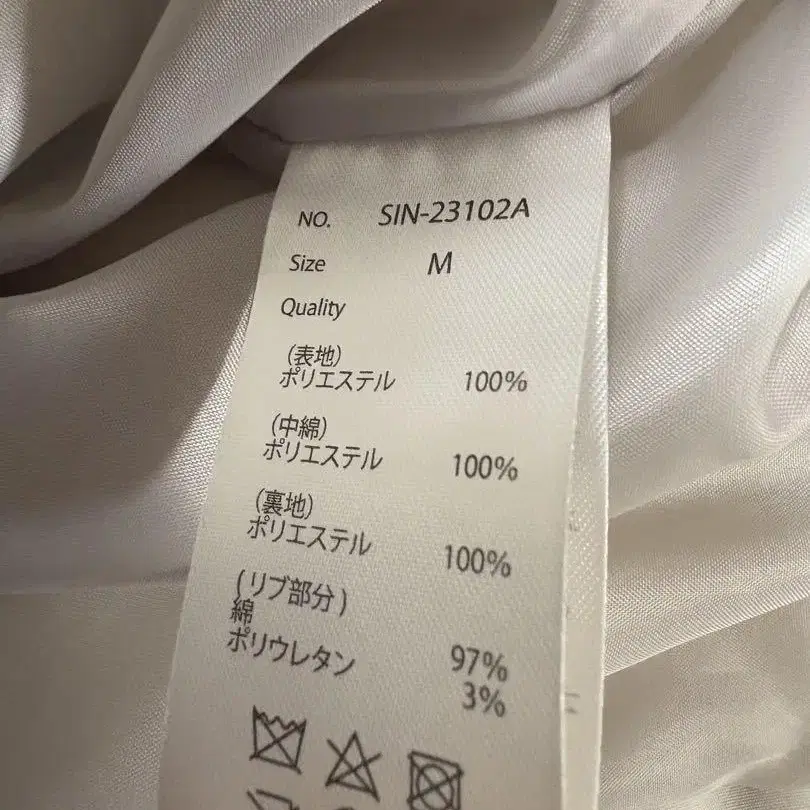 NO. SIN-23102A
Size M
Quality
(表地)
ポリエステル 100%
(中綿)
ポリエステル 100%
(裏地)
ポリエステル 100%
(リブ部分)
綿 97%
ポリウレタン 3%